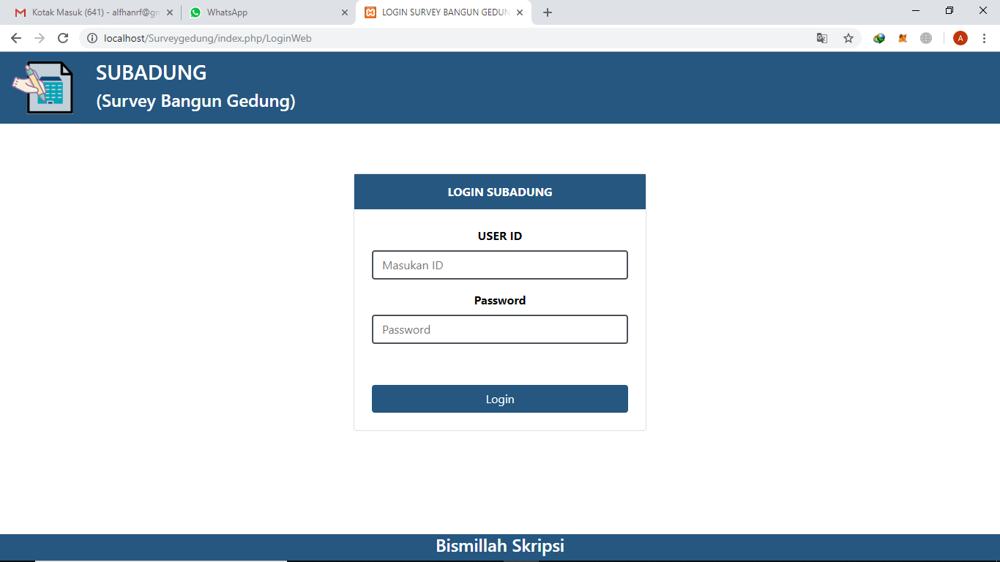 Kotak Masuk (641) - alfhanrf@gm
WhatsApp
LOGIN SURVEY BANGUN GEDUN
localhost/Surveygedung/index.php/LoginWeb
A
SUBADUNG
(Survey Bangun Gedung)
LOGIN SUBADUNG
USER ID
Masukan ID
Password
Password
Login
Bismillah Skripsi